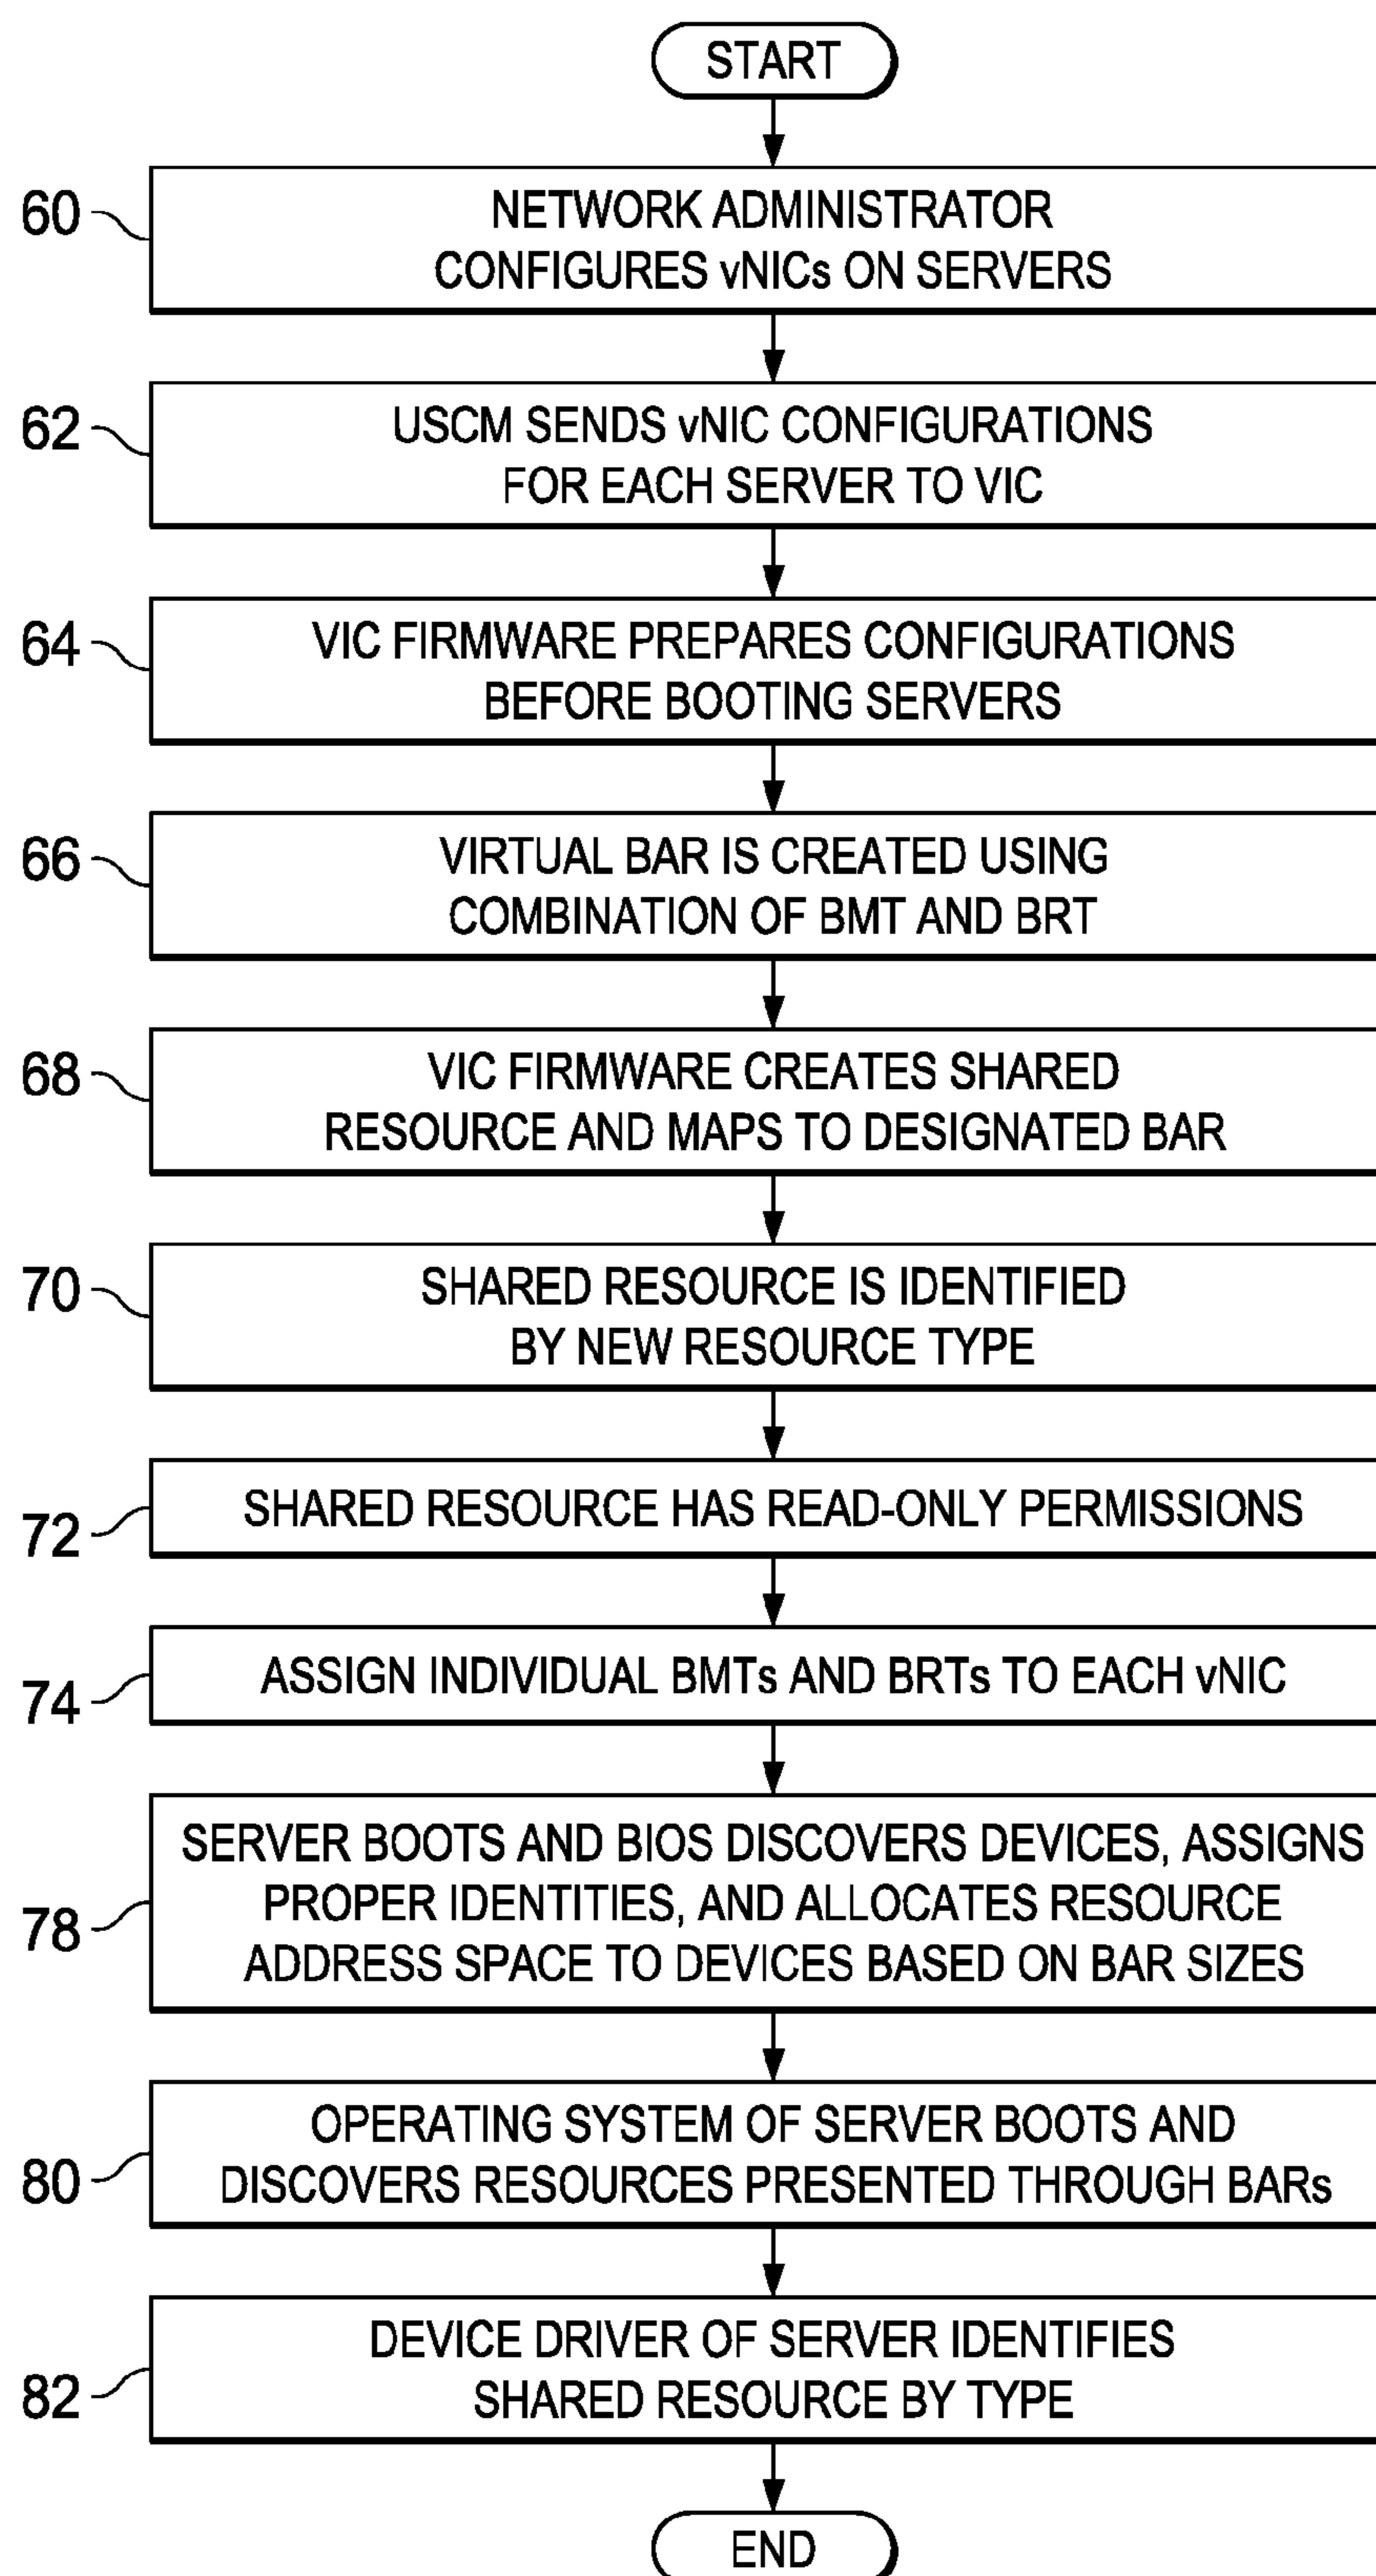 START
60
NETWORK ADMINISTRATOR
CONFIGURES vNICs ON SERVERS
62
USCM SENDS vNIC CONFIGURATIONS
FOR EACH SERVER TO VIC
64
VIC FIRMWARE PREPARES CONFIGURATIONS
BEFORE BOOTING SERVERS
66
VIRTUAL BAR IS CREATED USING
COMBINATION OF BMT AND BRT
68
VIC FIRMWARE CREATES SHARED
RESOURCE AND MAPS TO DESIGNATED BAR
70
SHARED RESOURCE IS IDENTIFIED
BY NEW RESOURCE TYPE
72
SHARED RESOURCE HAS READ-ONLY PERMISSIONS
74
ASSIGN INDIVIDUAL BMTs AND BRTs TO EACH vNIC
78
SERVER BOOTS AND BIOS DISCOVERS DEVICES, ASSIGNS
PROPER IDENTITIES, AND ALLOCATES RESOURCE
ADDRESS SPACE TO DEVICES BASED ON BAR SIZES
80
OPERATING SYSTEM OF SERVER BOOTS AND
DISCOVERS RESOURCES PRESENTED THROUGH BARs
82
DEVICE DRIVER OF SERVER IDENTIFIES
SHARED RESOURCE BY TYPE
END